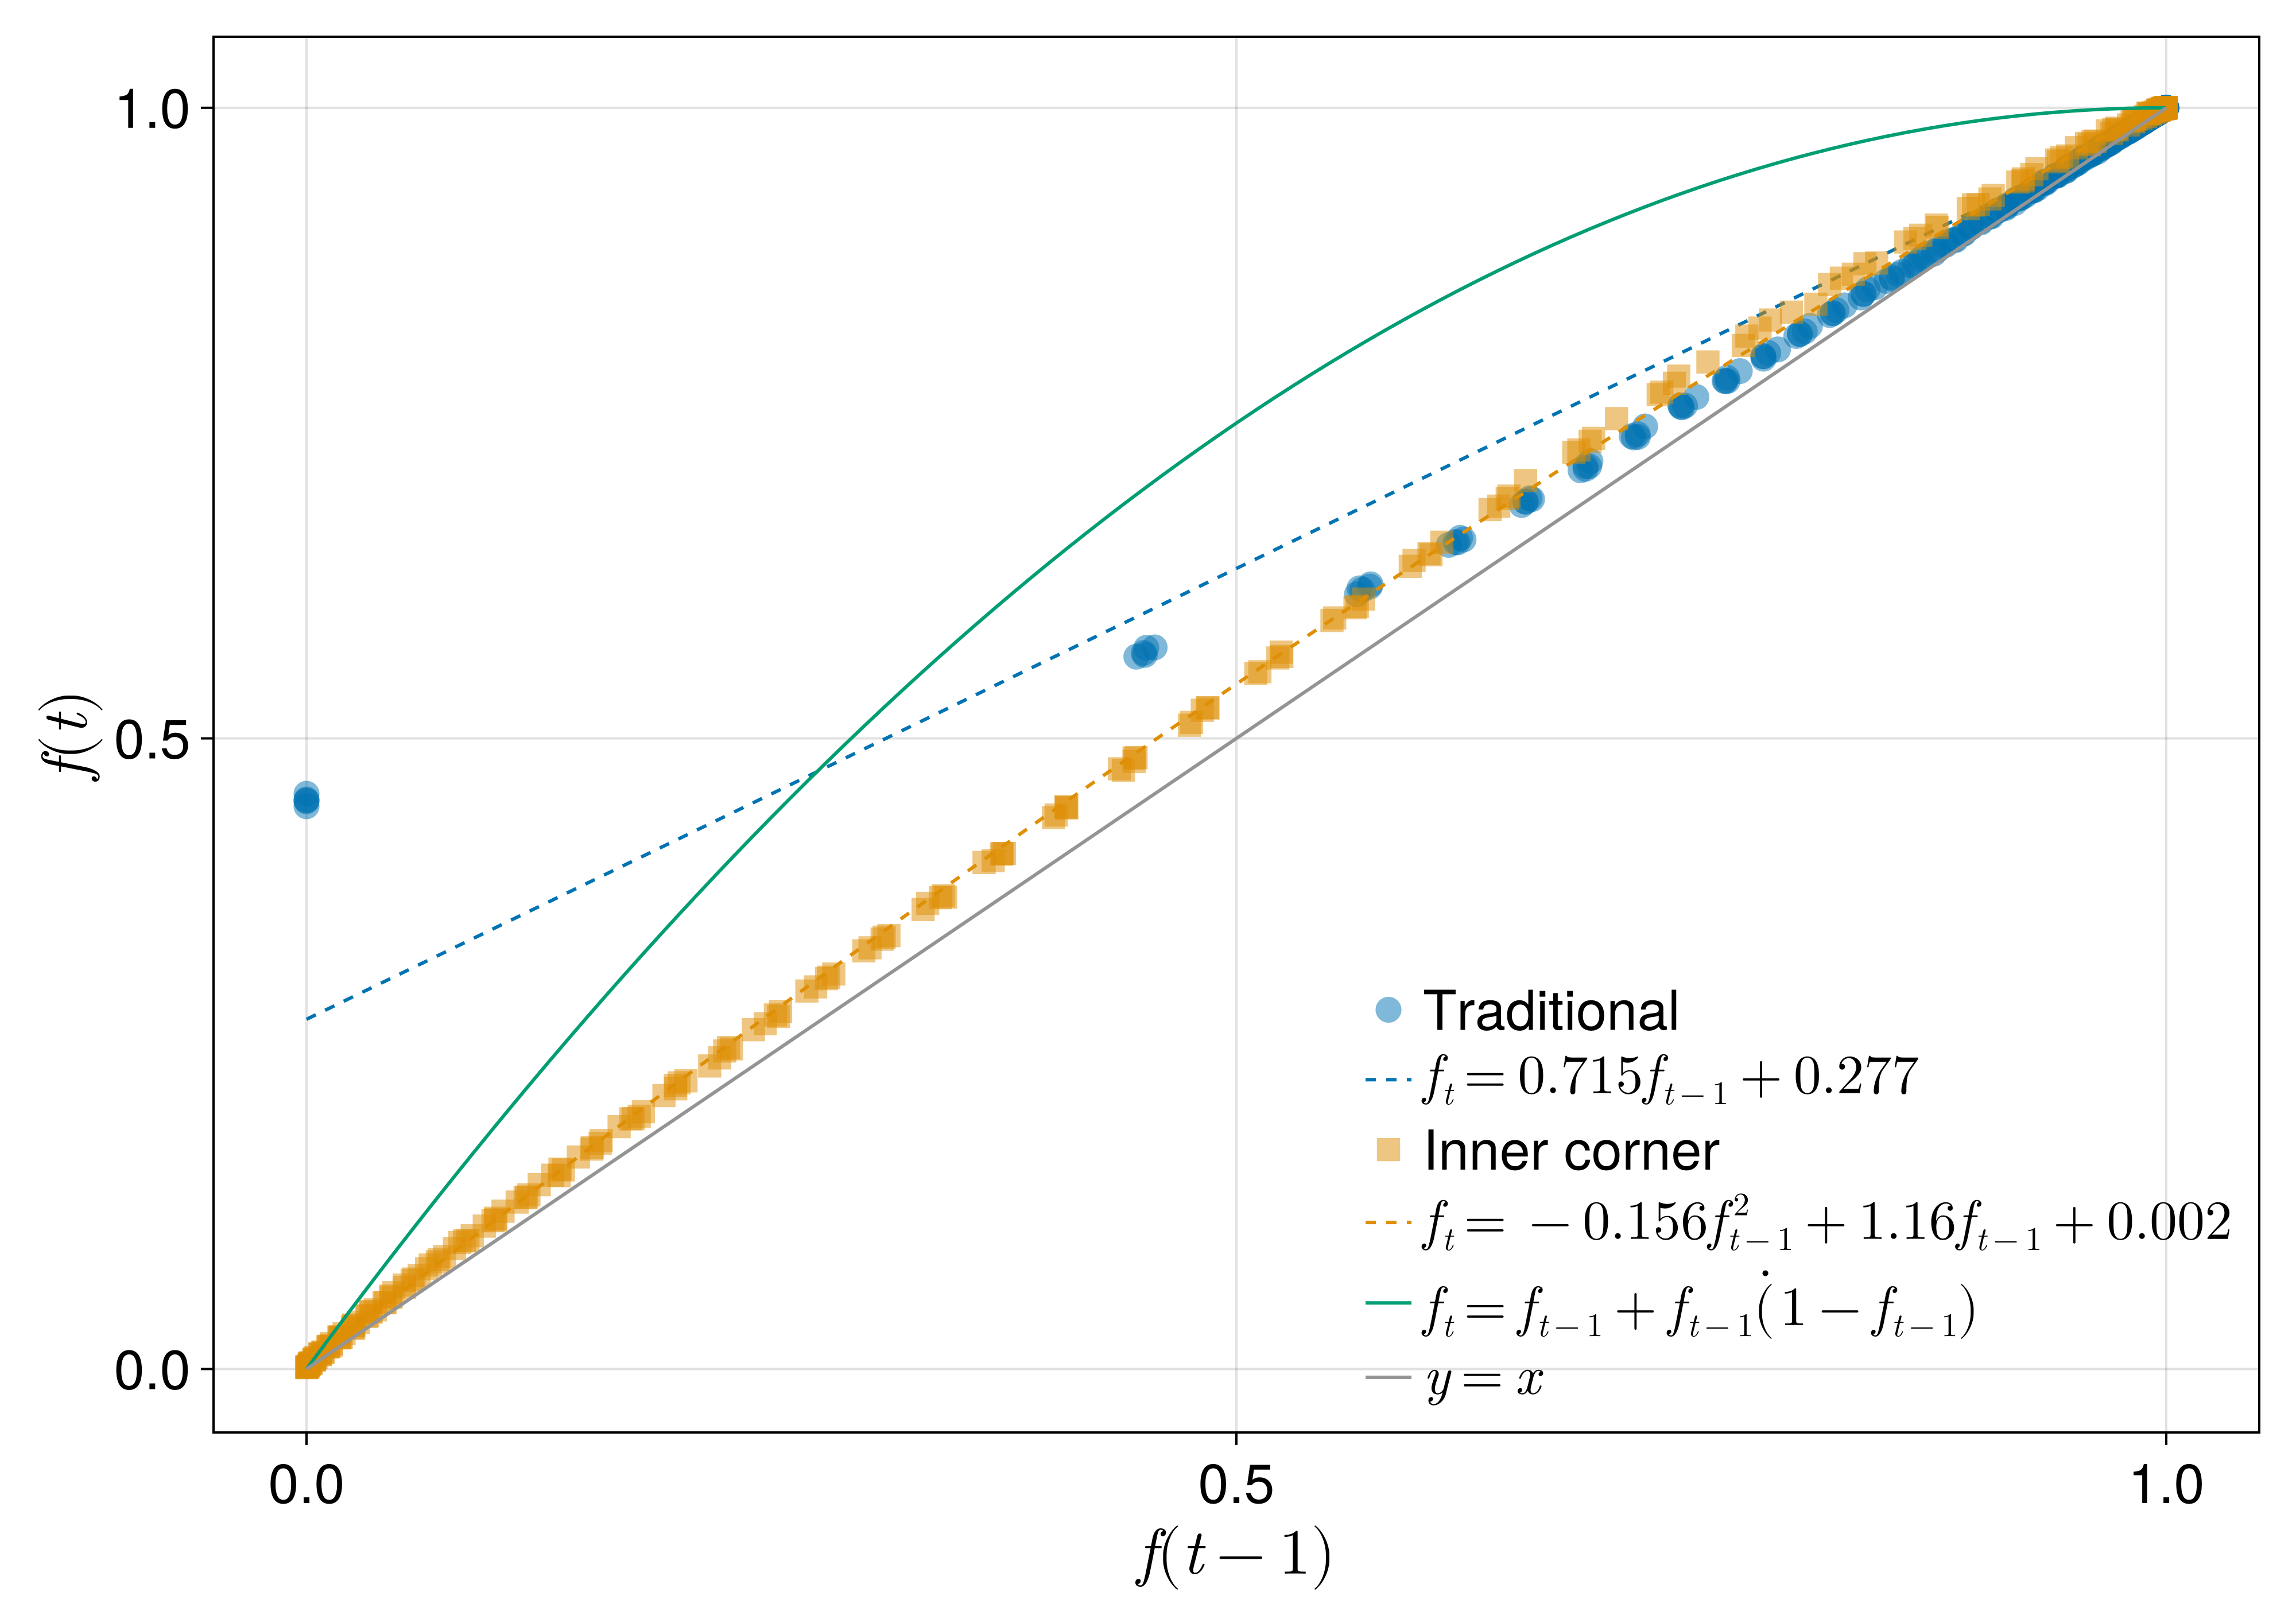 1.0
0.5
0.0
f(t)
Traditional
f_t = 0.715f_{t-1} + 0.277
Inner corner
f_t = -0.156f_{t-1}^2 + 1.16f_{t-1} + 0.002
f_t = f_{t-1} + f_{t-1}(̇1 - f_{t-1})
y = x
0.0 0.5 1.0
f(t - 1)